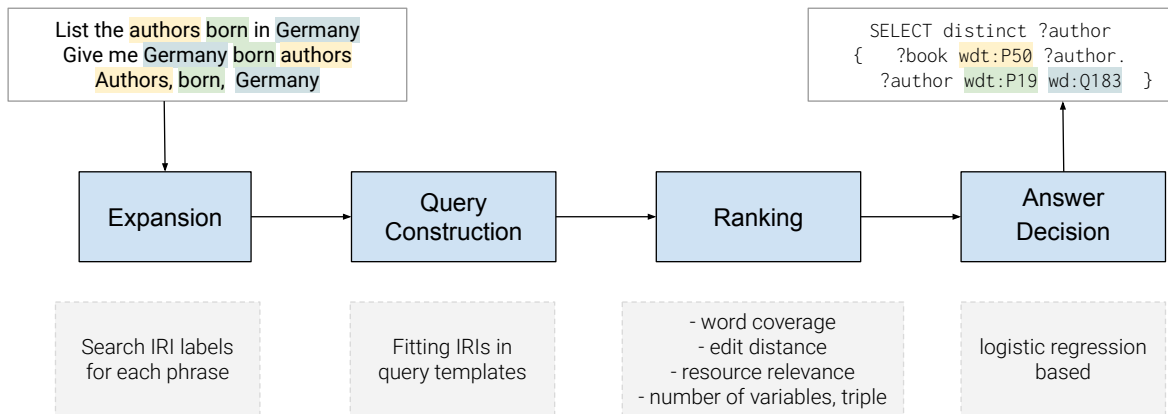 List the authors born in Germany
Give me Germany born authors
Authors, born, Germany
SELECT distinct ?author
{ ?book wdt:P50 ?author.
?author wdt:P19 wd:Q183 }
Expansion
Query
Construction
Ranking
Answer
Decision
Search IRI labels
for each phrase
Fitting IRIs in
query templates
- word coverage
- edit distance
- resource relevance
- number of variables, triple
logistic regression
based